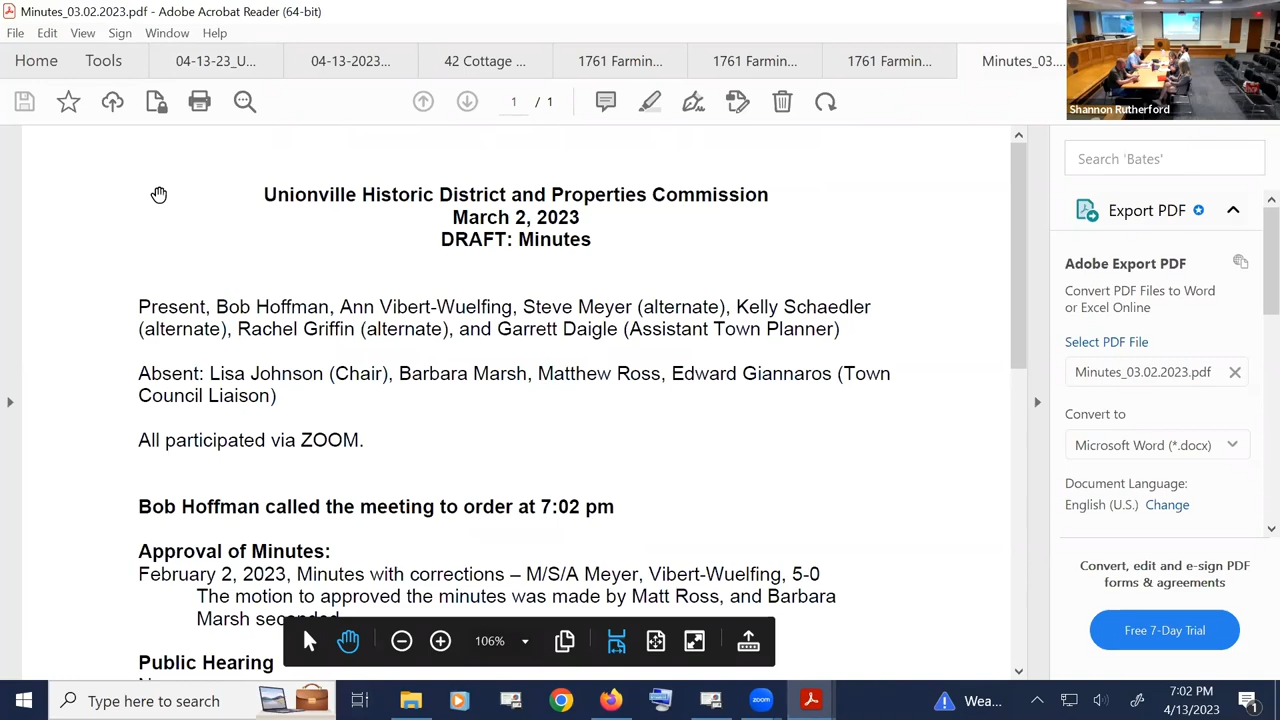 Minutes_03.02.2023.pdf - Adobe Acrobat Reader (64-bit)
File Edit View Sign Window Help
Home Tools 04-13-23_U... 04-13-2023... 42 Cottage ... 1761 Farmin... 1761 Farmin... 1761 Farmin... Minutes_03....
1 / 1
Shannon Rutherford
Unionville Historic District and Properties Commission
March 2, 2023
DRAFT: Minutes
Present, Bob Hoffman, Ann Vibert-Wuelfing, Steve Meyer (alternate), Kelly Schaedler
(alternate), Rachel Griffin (alternate), and Garrett Daigle (Assistant Town Planner)
Absent: Lisa Johnson (Chair), Barbara Marsh, Matthew Ross, Edward Giannaros (Town
Council Liaison)
All participated via ZOOM.
Bob Hoffman called the meeting to order at 7:02 pm
Approval of Minutes:
February 2, 2023, Minutes with corrections – M/S/A Meyer, Vibert-Wuelfing, 5-0
The motion to approved the minutes was made by Matt Ross, and Barbara
Marsh seconded
Public Hearing
106%
Search 'Bates'
Export PDF
Adobe Export PDF
Convert PDF Files to Word
or Excel Online
Select PDF File
Minutes_03.02.2023.pdf
Convert to
Microsoft Word (*.docx)
Document Language:
English (U.S.) Change
Convert, edit and e-sign PDF
forms & agreements
Free 7-Day Trial
Type here to search
zoom
Wea...
7:02 PM
4/13/2023
1